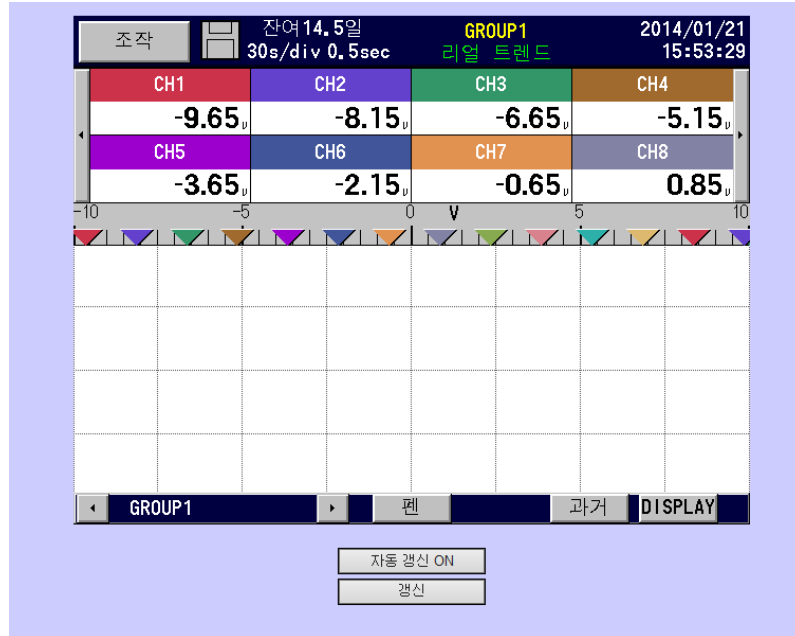 조작 잔여14.5일 GROUP1 2014/01/21
30s/div 0.5sec 리얼 트렌드 15:53:29
CH1 CH2 CH3 CH4
-9.65V -8.15V -6.65V -5.15V
CH5 CH6 CH7 CH8
-3.65V -2.15V -0.65V 0.85V
-10 -5 0 V 5 10
GROUP1 펜 과거 DISPLAY
자동 갱신 ON
갱신